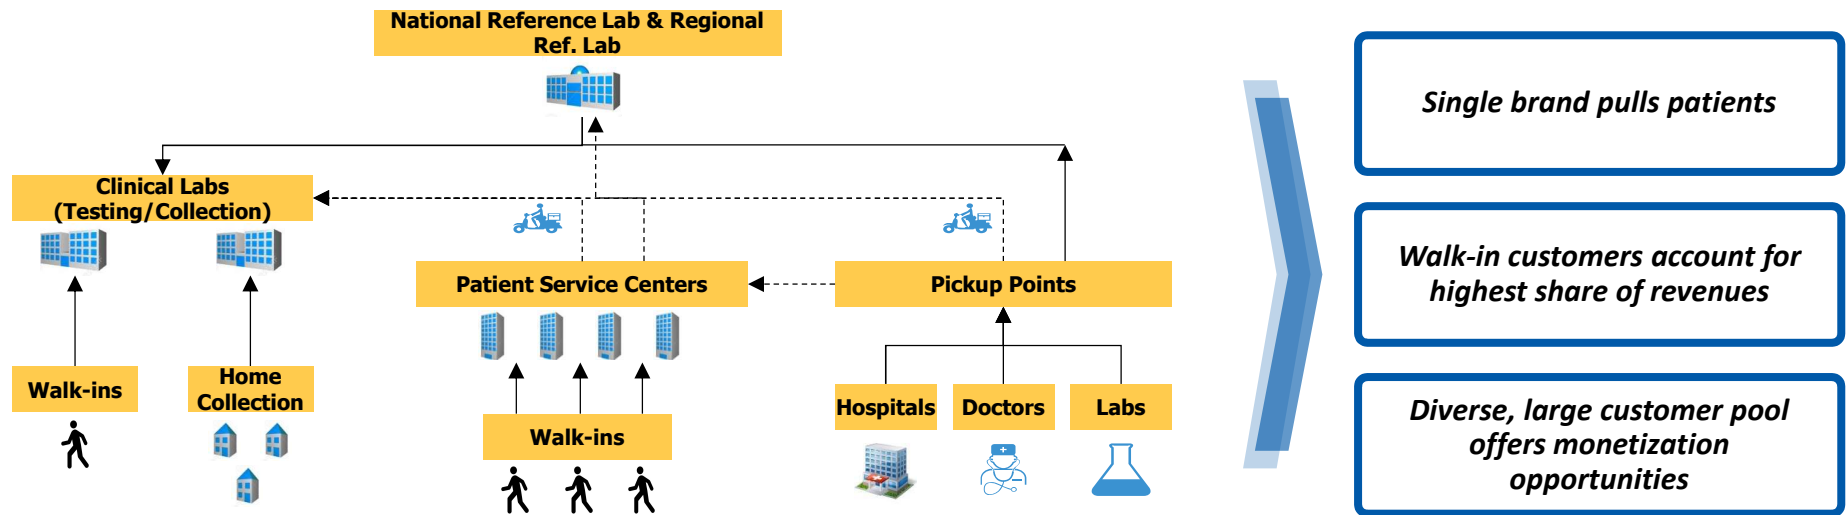 National Reference Lab & Regional
Ref. Lab
Clinical Labs
(Testing/Collection)
Patient Service Centers
Pickup Points
Walk-ins
Home
Collection
Walk-ins
Hospitals
Doctors
Labs
Single brand pulls patients
Walk-in customers account for
highest share of revenues
Diverse, large customer pool
offers monetization
opportunities